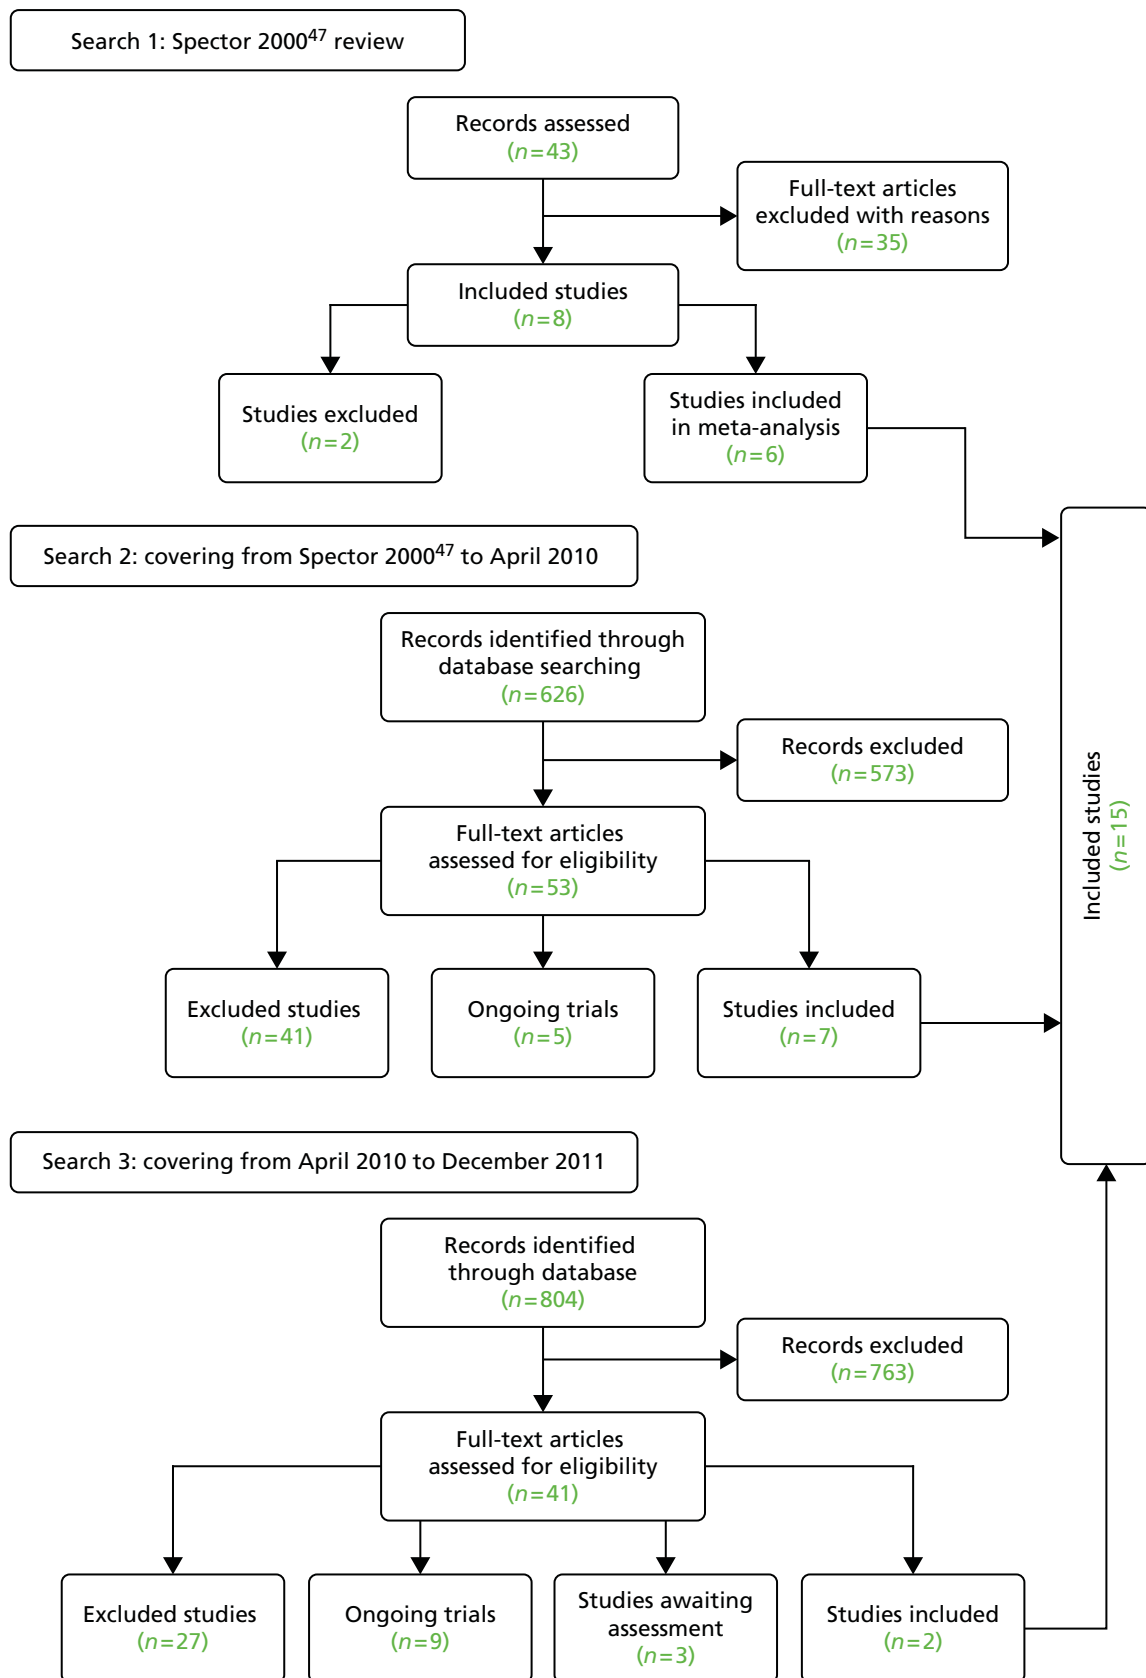 Search 1: Spector 2000⁴⁷ review
Records assessed
(n=43)
Full-text articles
excluded with reasons
(n=35)
Included studies
(n=8)
Studies excluded
(n=2)
Studies included
in meta-analysis
(n=6)
Search 2: covering from Spector 2000⁴⁷ to April 2010
Records identified through
database searching
(n=626)
Records excluded
(n=573)
Full-text articles
assessed for eligibility
(n=53)
Excluded studies
(n=41)
Ongoing trials
(n=5)
Studies included
(n=7)
Included studies
(n=15)
Search 3: covering from April 2010 to December 2011
Records identified
through database
(n=804)
Records excluded
(n=763)
Full-text articles
assessed for eligibility
(n=41)
Excluded studies
(n=27)
Ongoing trials
(n=9)
Studies awaiting
assessment
(n=3)
Studies included
(n=2)